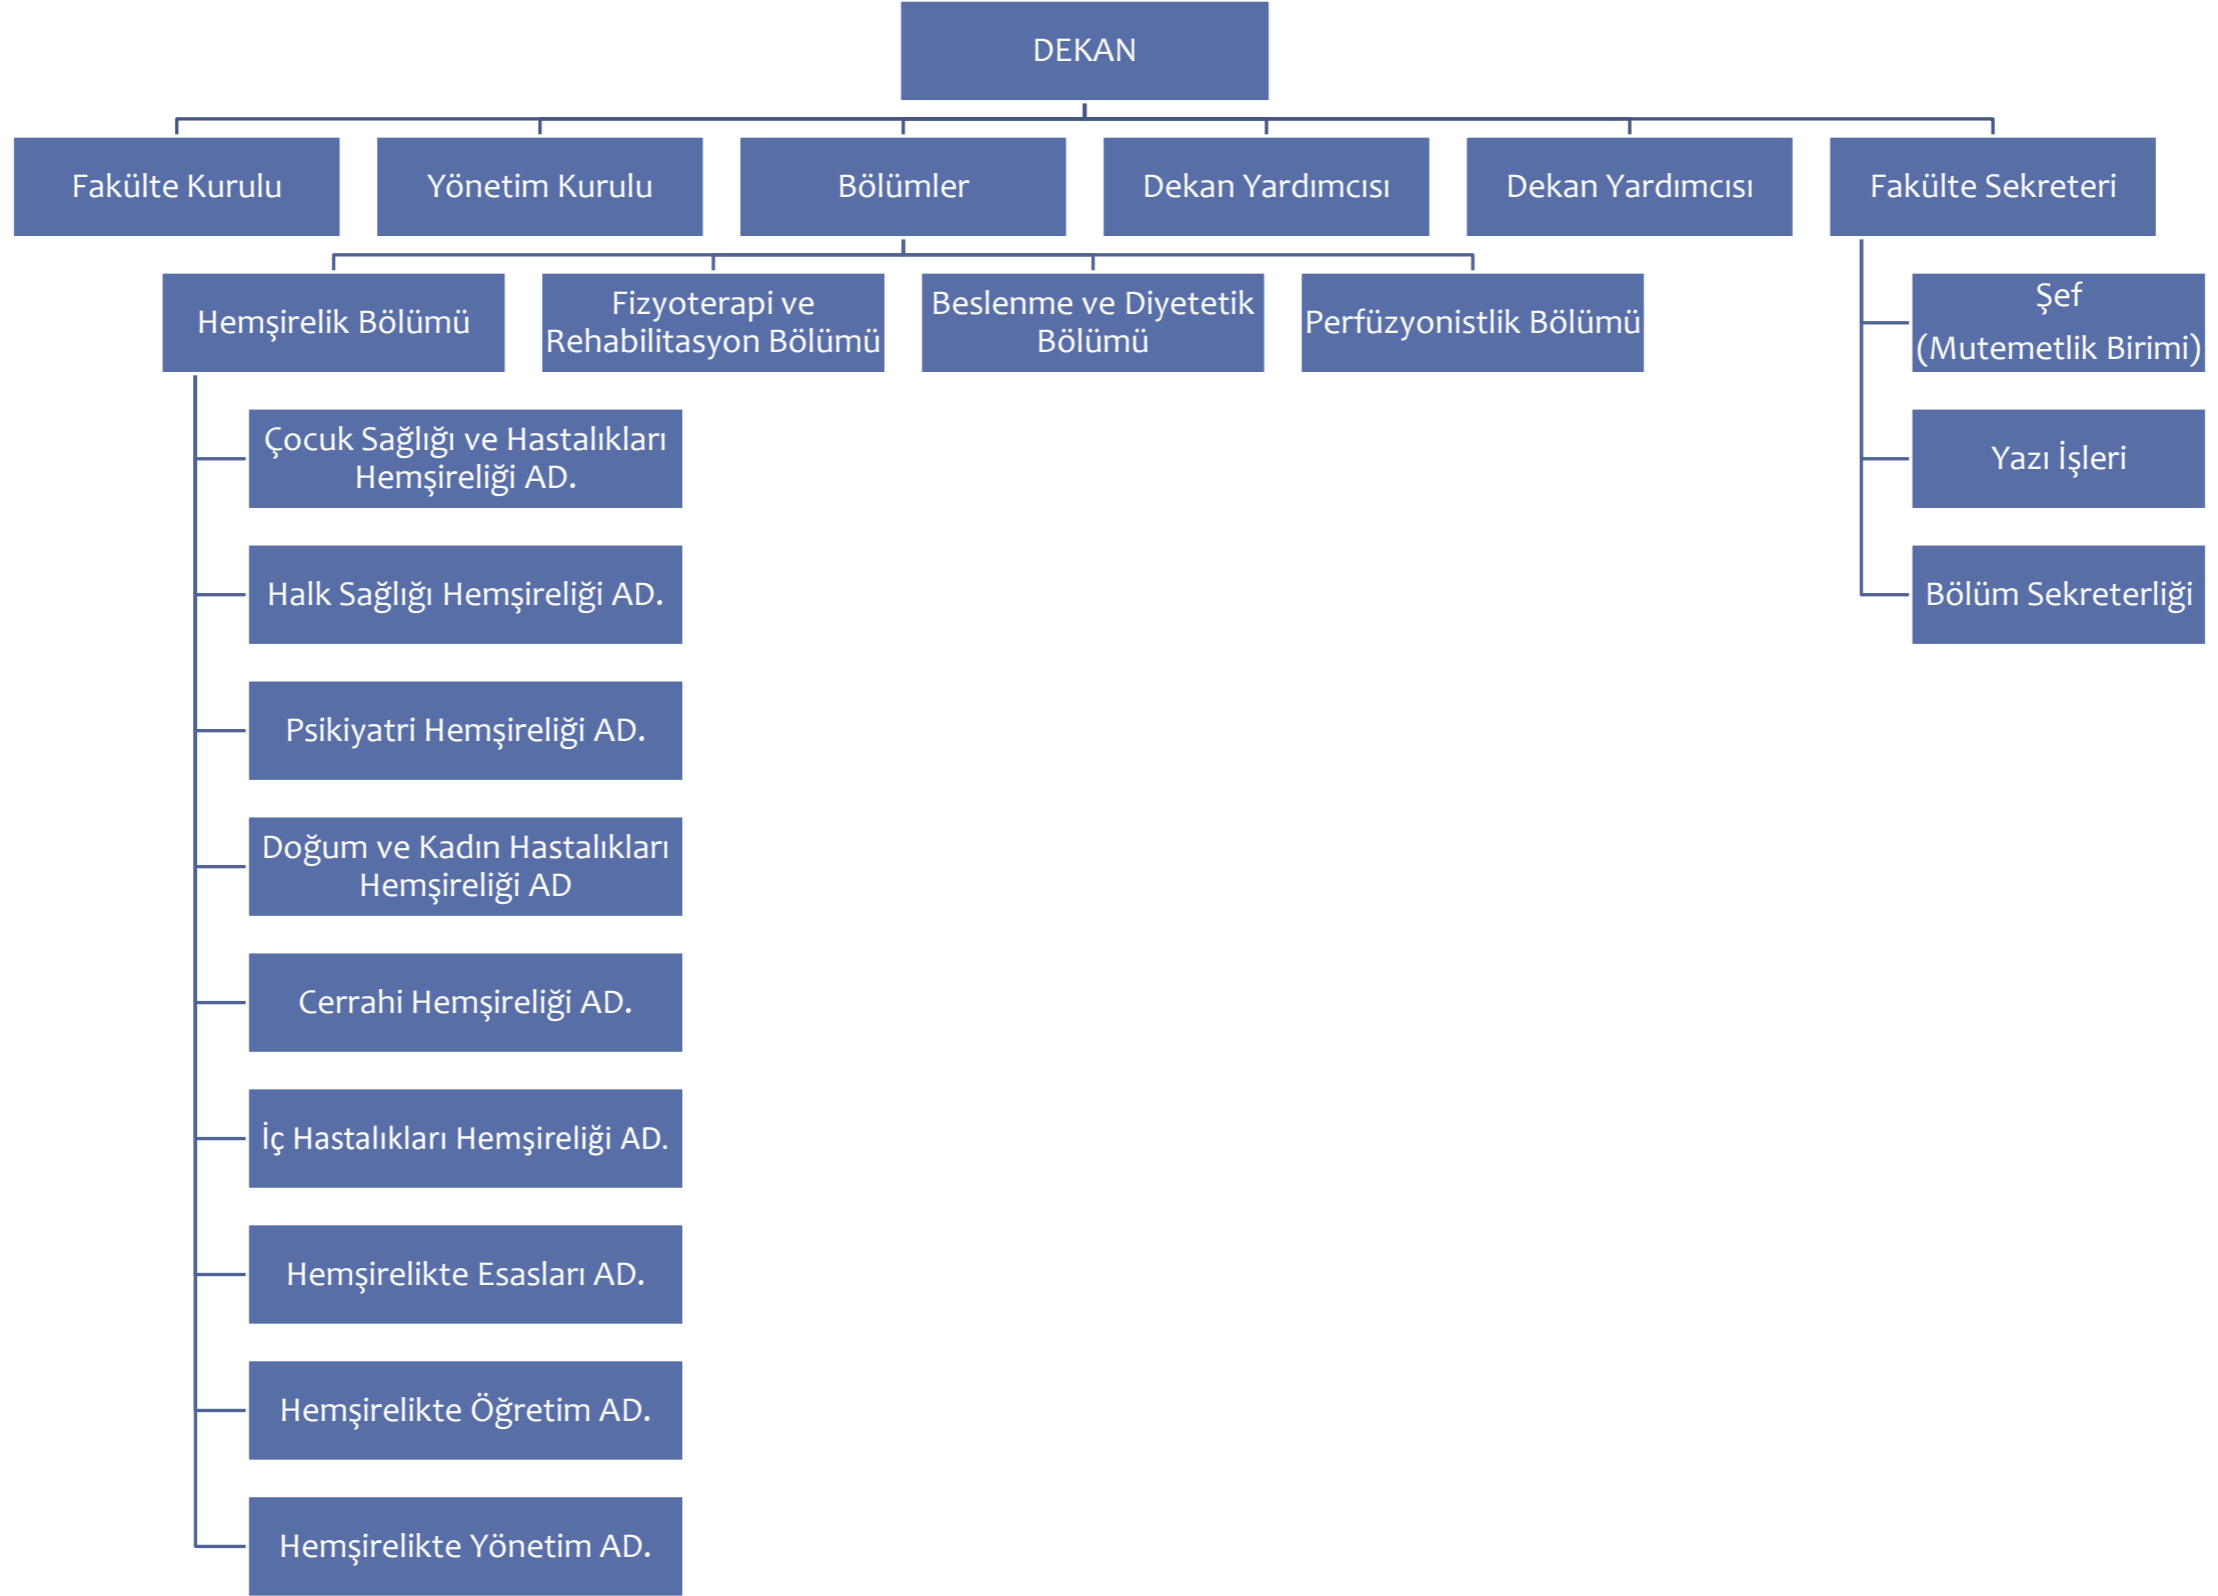 DEKAN
Fakülte Kurulu
Yönetim Kurulu
Bölümler
Dekan Yardımcısı
Dekan Yardımcısı
Fakülte Sekreteri
Hemşirelik Bölümü
Fizyoterapi ve
Rehabilitasyon Bölümü
Beslenme ve Diyetetik
Bölümü
Perfüzyonistlik Bölümü
Şef
(Mutemetlik Birimi)
Yazı İşleri
Bölüm Sekreterliği
Çocuk Sağlığı ve Hastalıkları
Hemşireliği AD.
Halk Sağlığı Hemşireliği AD.
Psikiyatri Hemşireliği AD.
Doğum ve Kadın Hastalıkları
Hemşireliği AD
Cerrahi Hemşireliği AD.
İç Hastalıkları Hemşireliği AD.
Hemşirelikte Esasları AD.
Hemşirelikte Öğretim AD.
Hemşirelikte Yönetim AD.